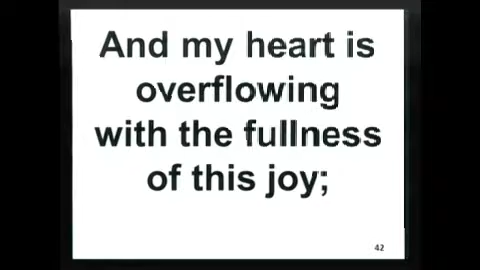 And my heart is
overflowing
with the fullness
of this joy;
42